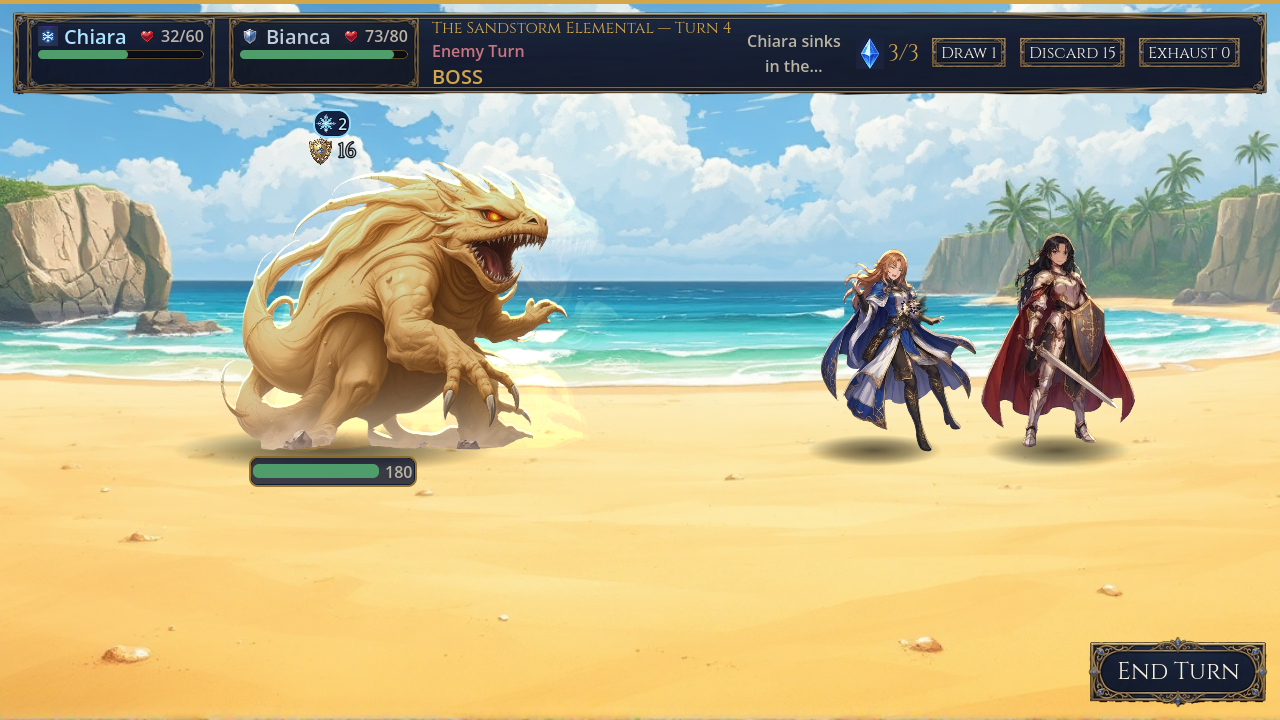 Chiara 32/60
Bianca 73/80
The Sandstorm Elemental — Turn 4
Enemy Turn
BOSS
Chiara sinks
in the...
3/3
Draw 1
Discard 15
Exhaust 0
2
16
180
End Turn